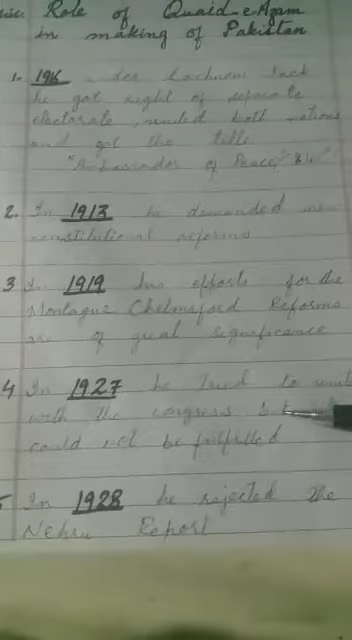 Role of Quaid-e-Azam
in making of Pakistan
1. 1916 under Lucknow Pact
he got right of separate
electorate, united both nations
and got the title
"Ambassador of Peace"
2. In 1913 he demanded
constitutional reforms
3 In 1919 his efforts for the
Montague Chelmsford Reforms
are of great significance
4 In 1927 he tried to unit
with the congress but
could not be fulfilled
5 In 1928 he rejected the
Nehru Report